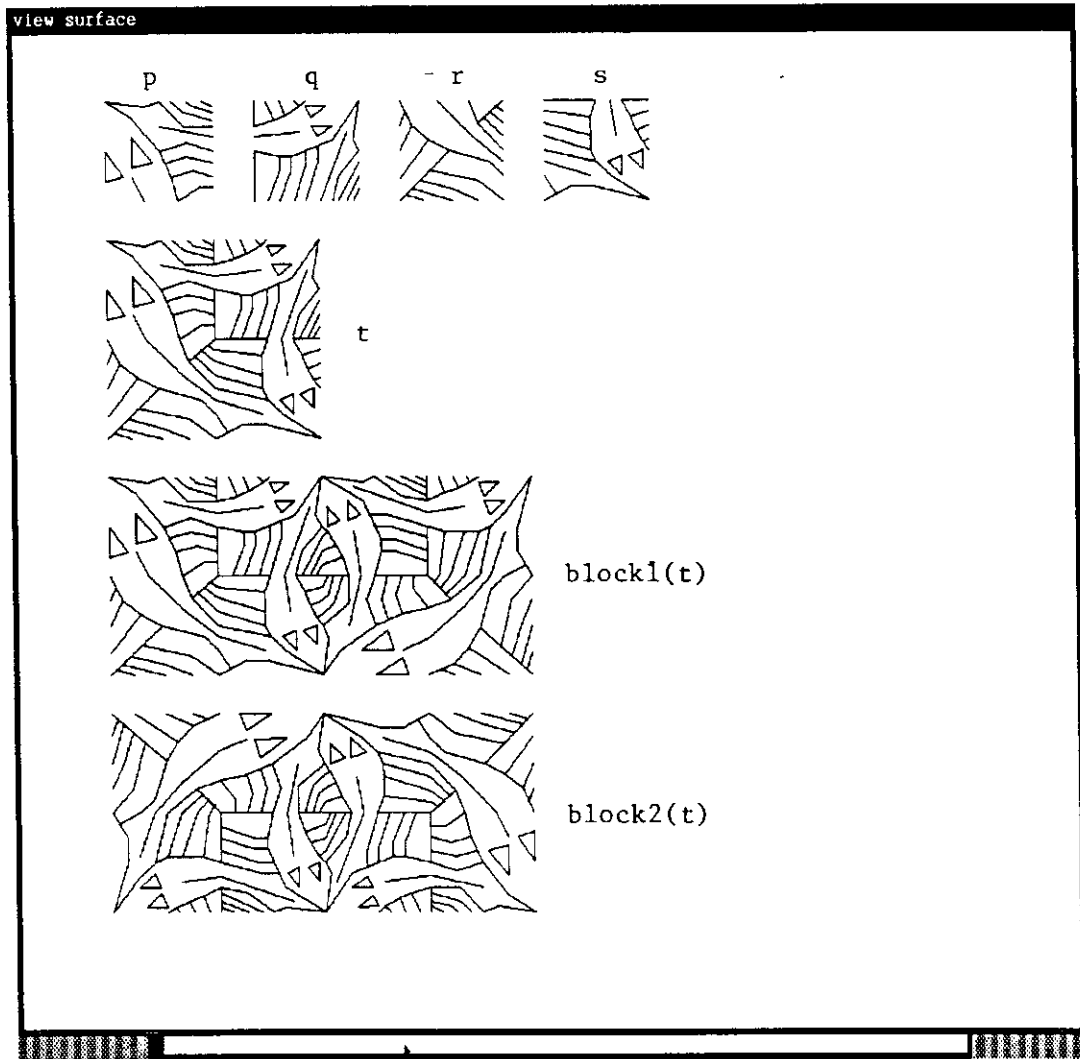 view surface
p q r s
t
block1(t)
block2(t)